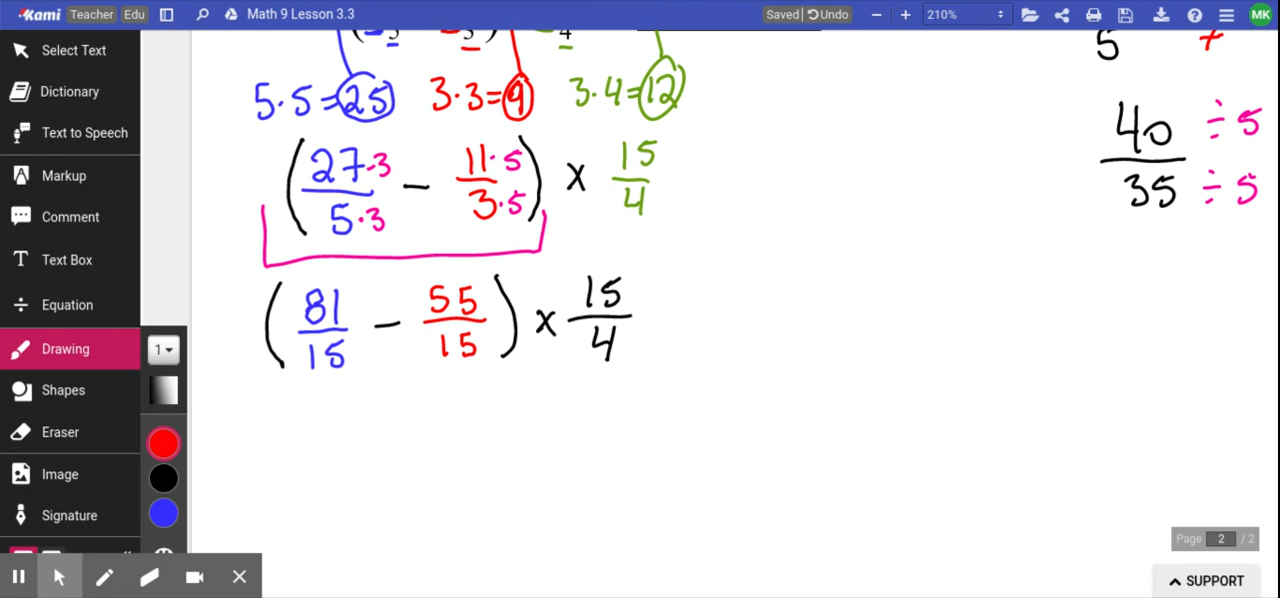 Kami Teacher Edu Math 9 Lesson 3.3 Saved Undo 210% MK
Select Text
Dictionary
Text to Speech
Markup
Comment
Text Box
Equation
Drawing
1
Shapes
Eraser
Image
Signature
5 · 5 = 25 3 · 3 = 9 3 · 4 = 12
(27·3/5·3 − 11·5/3·5) × 15/4
(81/15 − 55/15) × 15/4
5 +
40 ÷ 5
35 ÷ 5
Page 2 / 2
SUPPORT